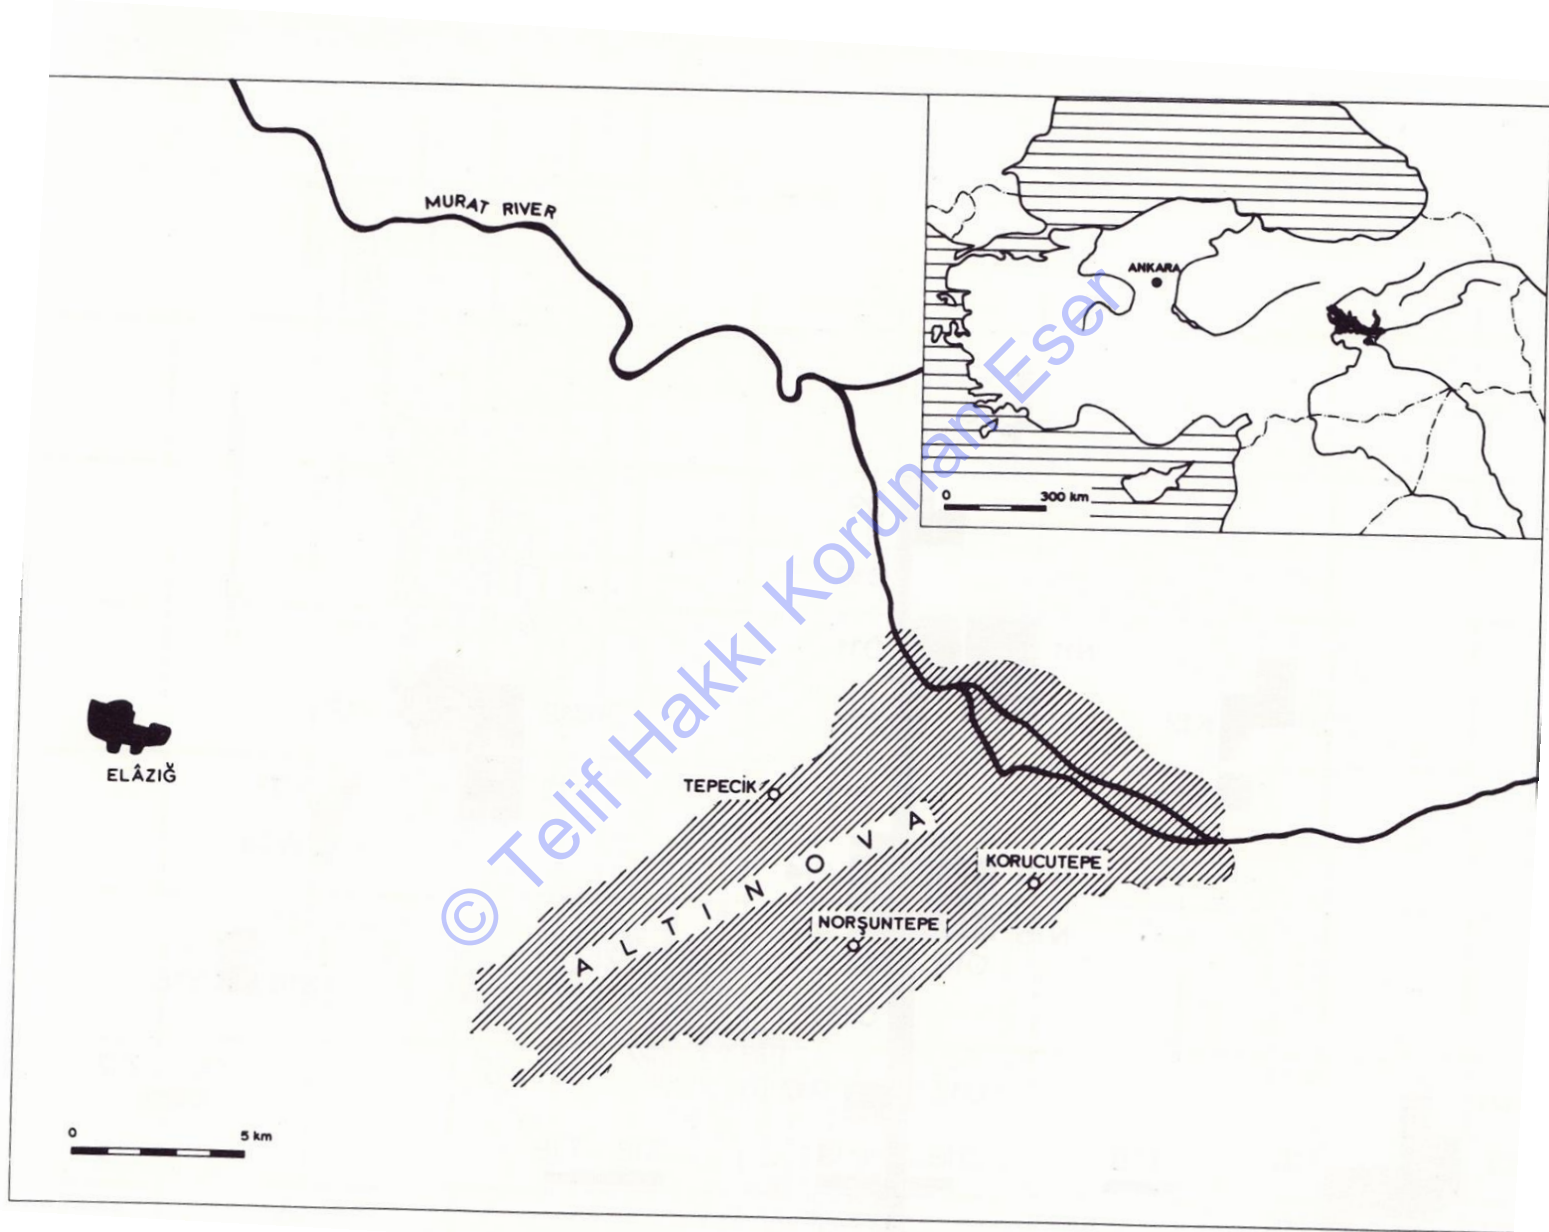 MURAT RIVER
ANKARA
0 300 km
ELÂZIĞ
TEPECİK
ALTINOVA
KORUCUTEPE
NORŞUNTEPE
0 5 km
© Telif Hakkı Korunan Eser